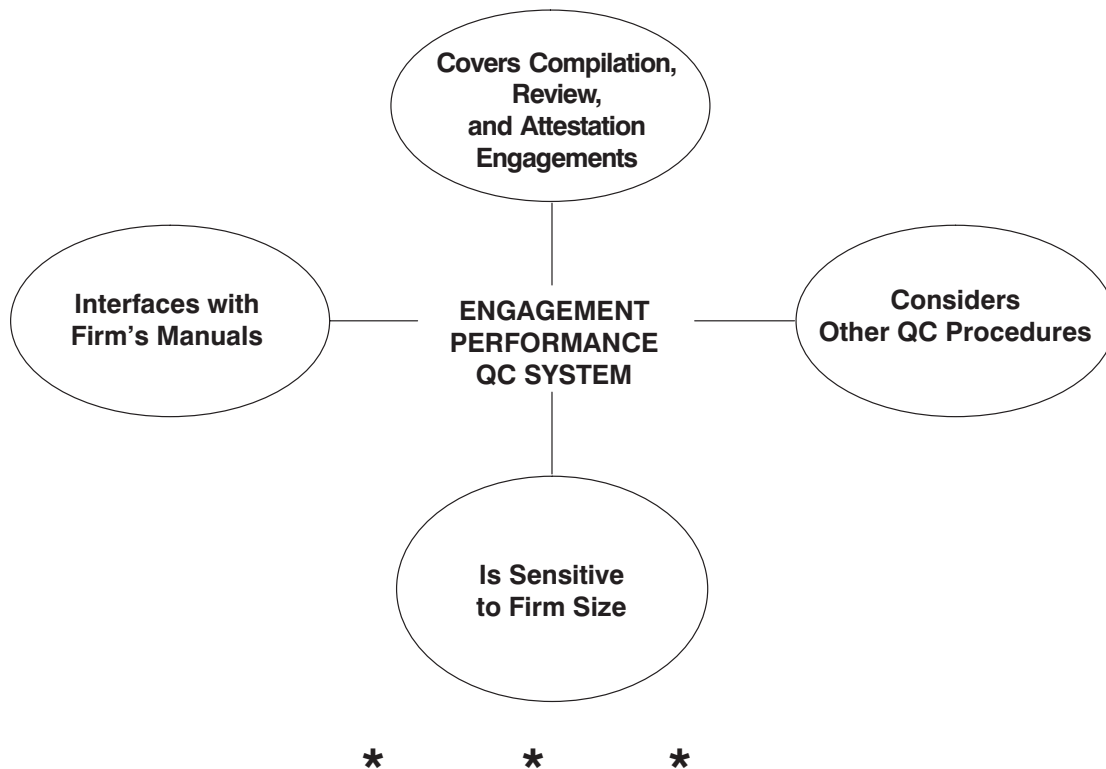 Covers Compilation,
Review,
and Attestation
Engagements
Interfaces with
Firm's Manuals
ENGAGEMENT
PERFORMANCE
QC SYSTEM
Considers
Other QC Procedures
Is Sensitive
to Firm Size
* * *